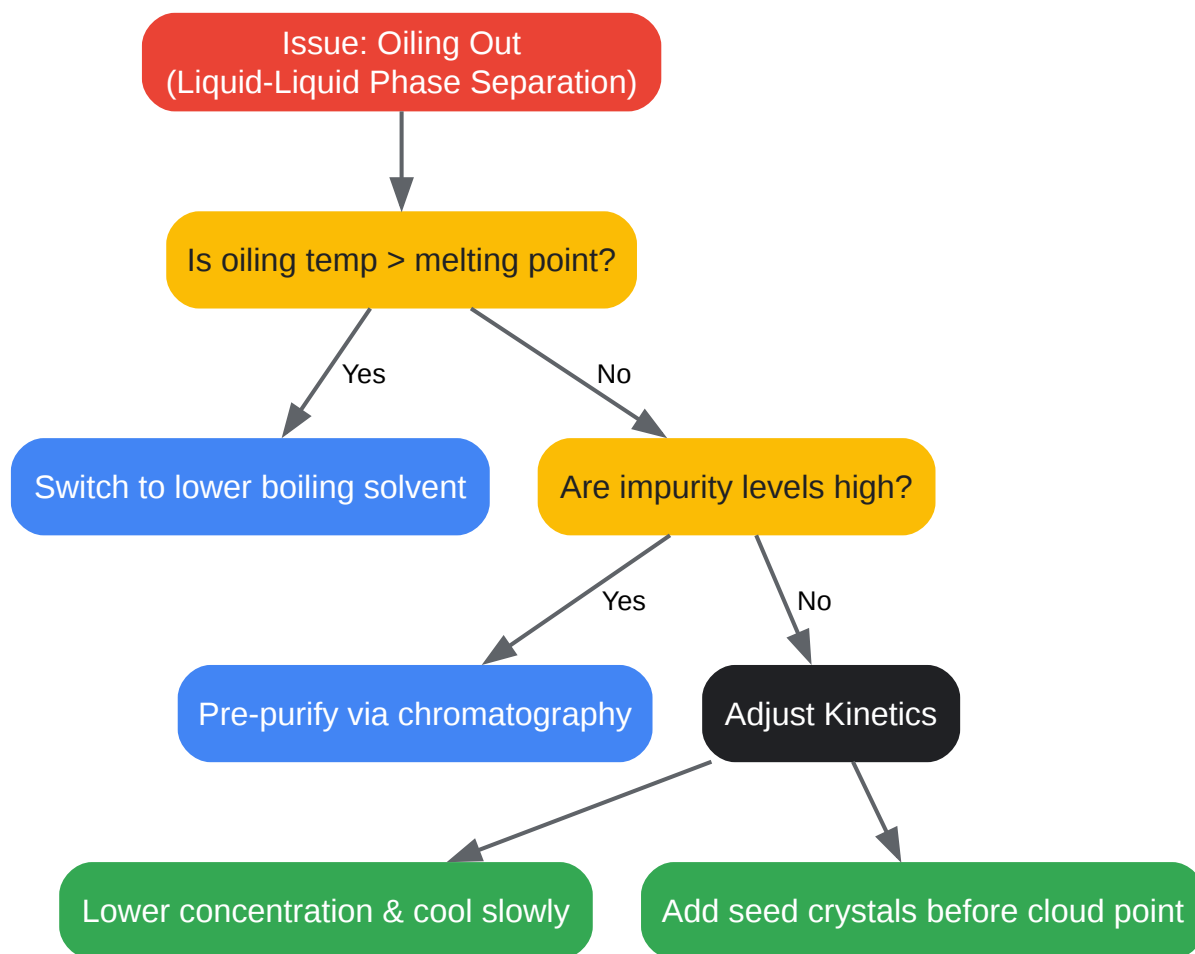 Issue: Oiling Out
(Liquid-Liquid Phase Separation)
Is oiling temp > melting point?
Yes
No
Switch to lower boiling solvent
Are impurity levels high?
Yes
No
Pre-purify via chromatography
Adjust Kinetics
Lower concentration & cool slowly
Add seed crystals before cloud point